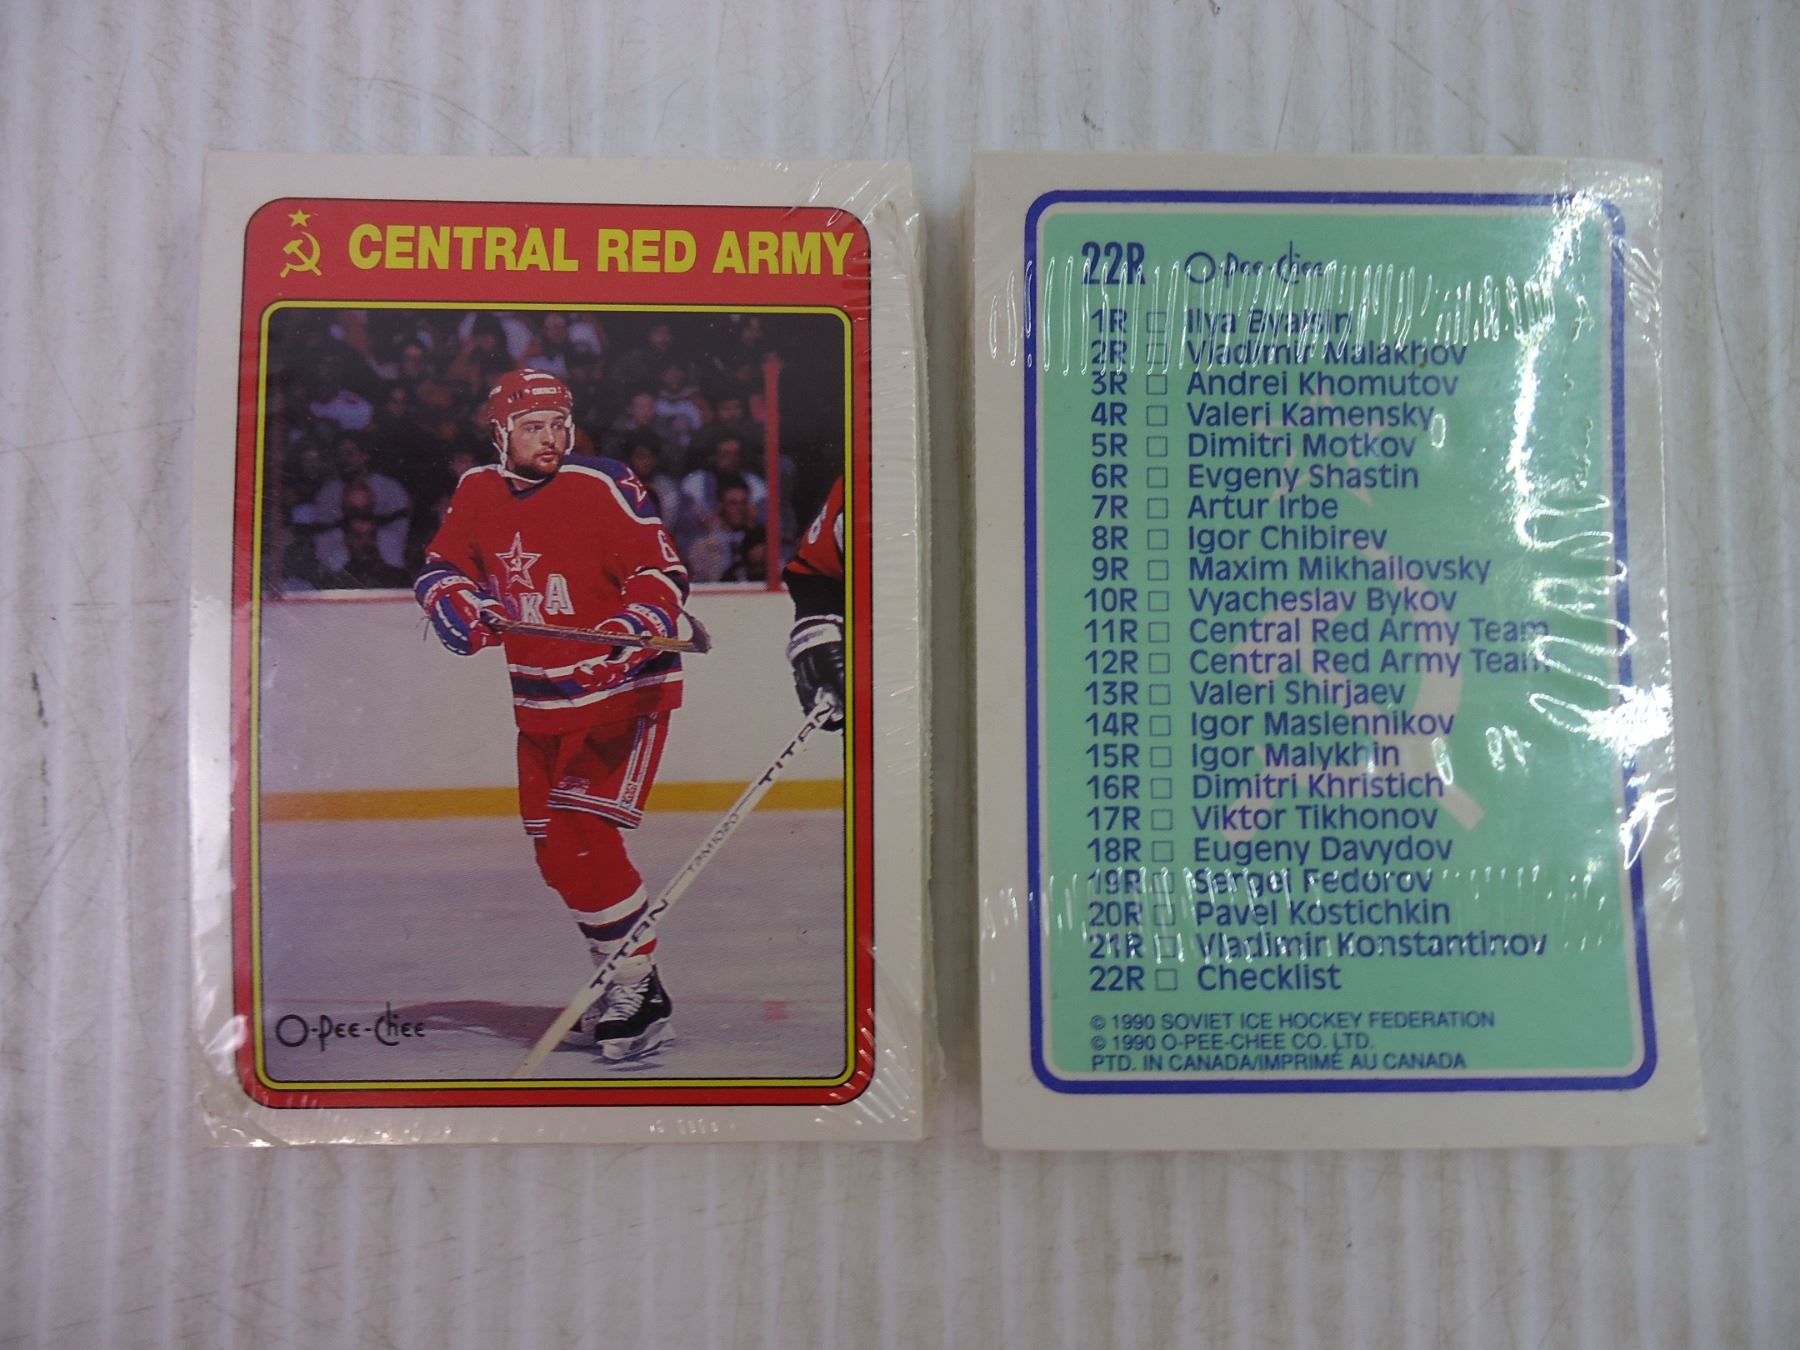 CENTRAL RED ARMY
KA
TITAN
TITAN
O-Pee-Chee
22R O-Pee-Chee
1R Ilya Byalsin
2R Vladimir Malakhov
3R Andrei Khomutov
4R Valeri Kamensky
5R Dimitri Motkov
6R Evgeny Shastin
7R Artur Irbe
8R Igor Chibirev
9R Maxim Mikhailovsky
10R Vyacheslav Bykov
11R Central Red Army Team
12R Central Red Army Team
13R Valeri Shirjaev
14R Igor Maslennikov
15R Igor Malykhin
16R Dimitri Khristich
17R Viktor Tikhonov
18R Eugeny Davydov
19R Sergei Fedorov
20R Pavel Kostichkin
21R Vladimir Konstantinov
22R Checklist
© 1990 SOVIET ICE HOCKEY FEDERATION
© 1990 O-PEE-CHEE CO. LTD.
PTD. IN CANADA/IMPRIMÉ AU CANADA